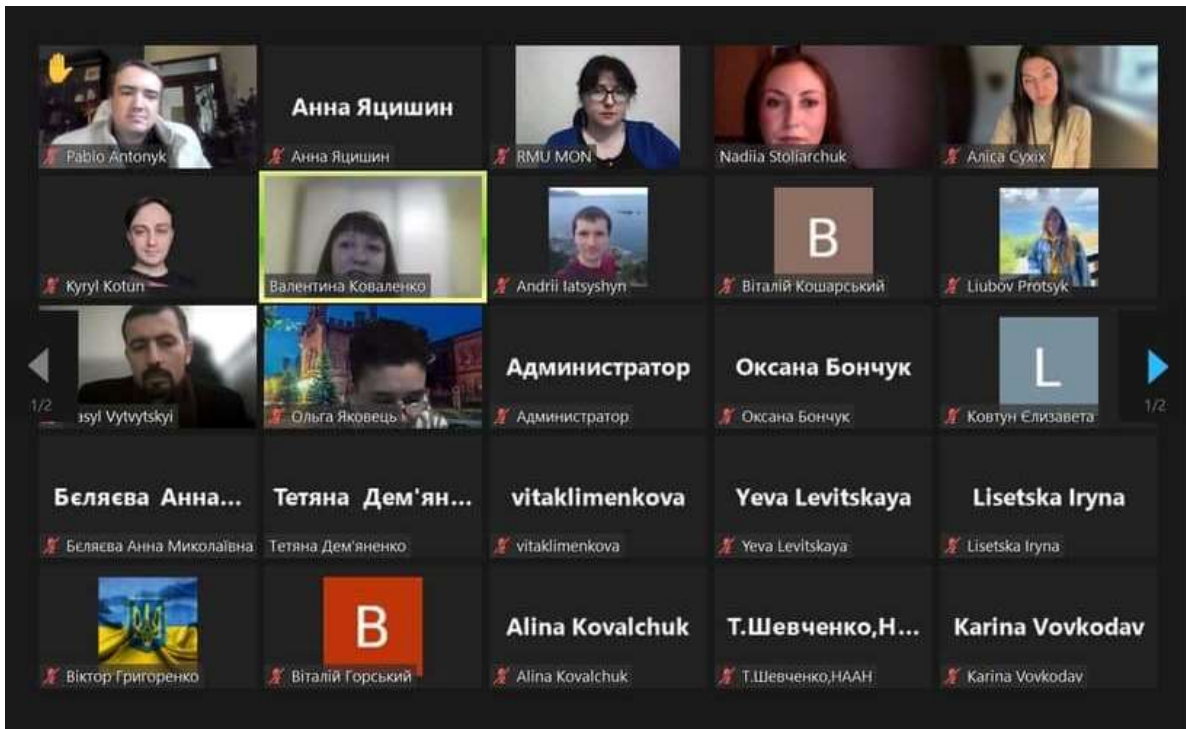 Pablo Antonyk
Анна Яцишин
Анна Яцишин
RMU MON
Nadiia Stoliarchuk
Аліса Сухіх
Kyryl Kotun
Валентина Коваленко
Andrii Iatsyshyn
В
Віталій Кошарський
Liubov Protsyk
1/2
asyl Vytvytskyi
Ольга Яковець
Администратор
Администратор
Оксана Бончук
Оксана Бончук
L
Ковтун Єлизавета
1/2
Бєляєва Анна...
Бєляєва Анна Миколаївна
Тетяна Дем'ян...
Тетяна Дем'яненко
vitaklimenkova
vitaklimenkova
Yeva Levitskaya
Yeva Levitskaya
Lisetska Iryna
Lisetska Iryna
Віктор Григоренко
В
Віталій Горський
Alina Kovalchuk
Alina Kovalchuk
Т.Шевченко,Н...
Т.Шевченко,НААН
Karina Vovkodav
Karina Vovkodav